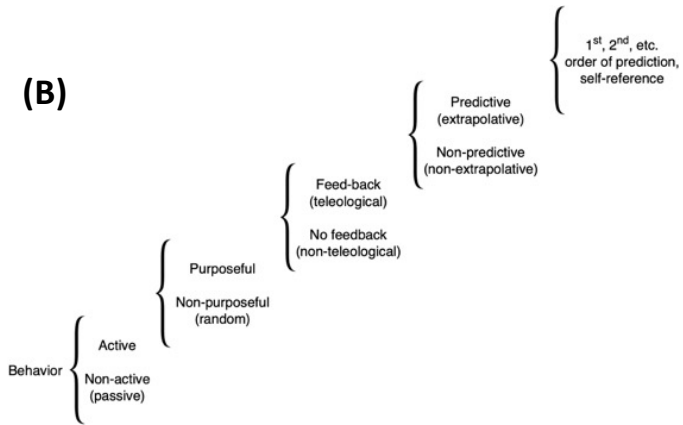 (B)
1st, 2nd, etc.
order of prediction,
self-reference
Predictive
(extrapolative)
Non-predictive
(non-extrapolative)
Feed-back
(teleological)
No feedback
(non-teleological)
Purposeful
Non-purposeful
(random)
Active
Behavior
Non-active
(passive)